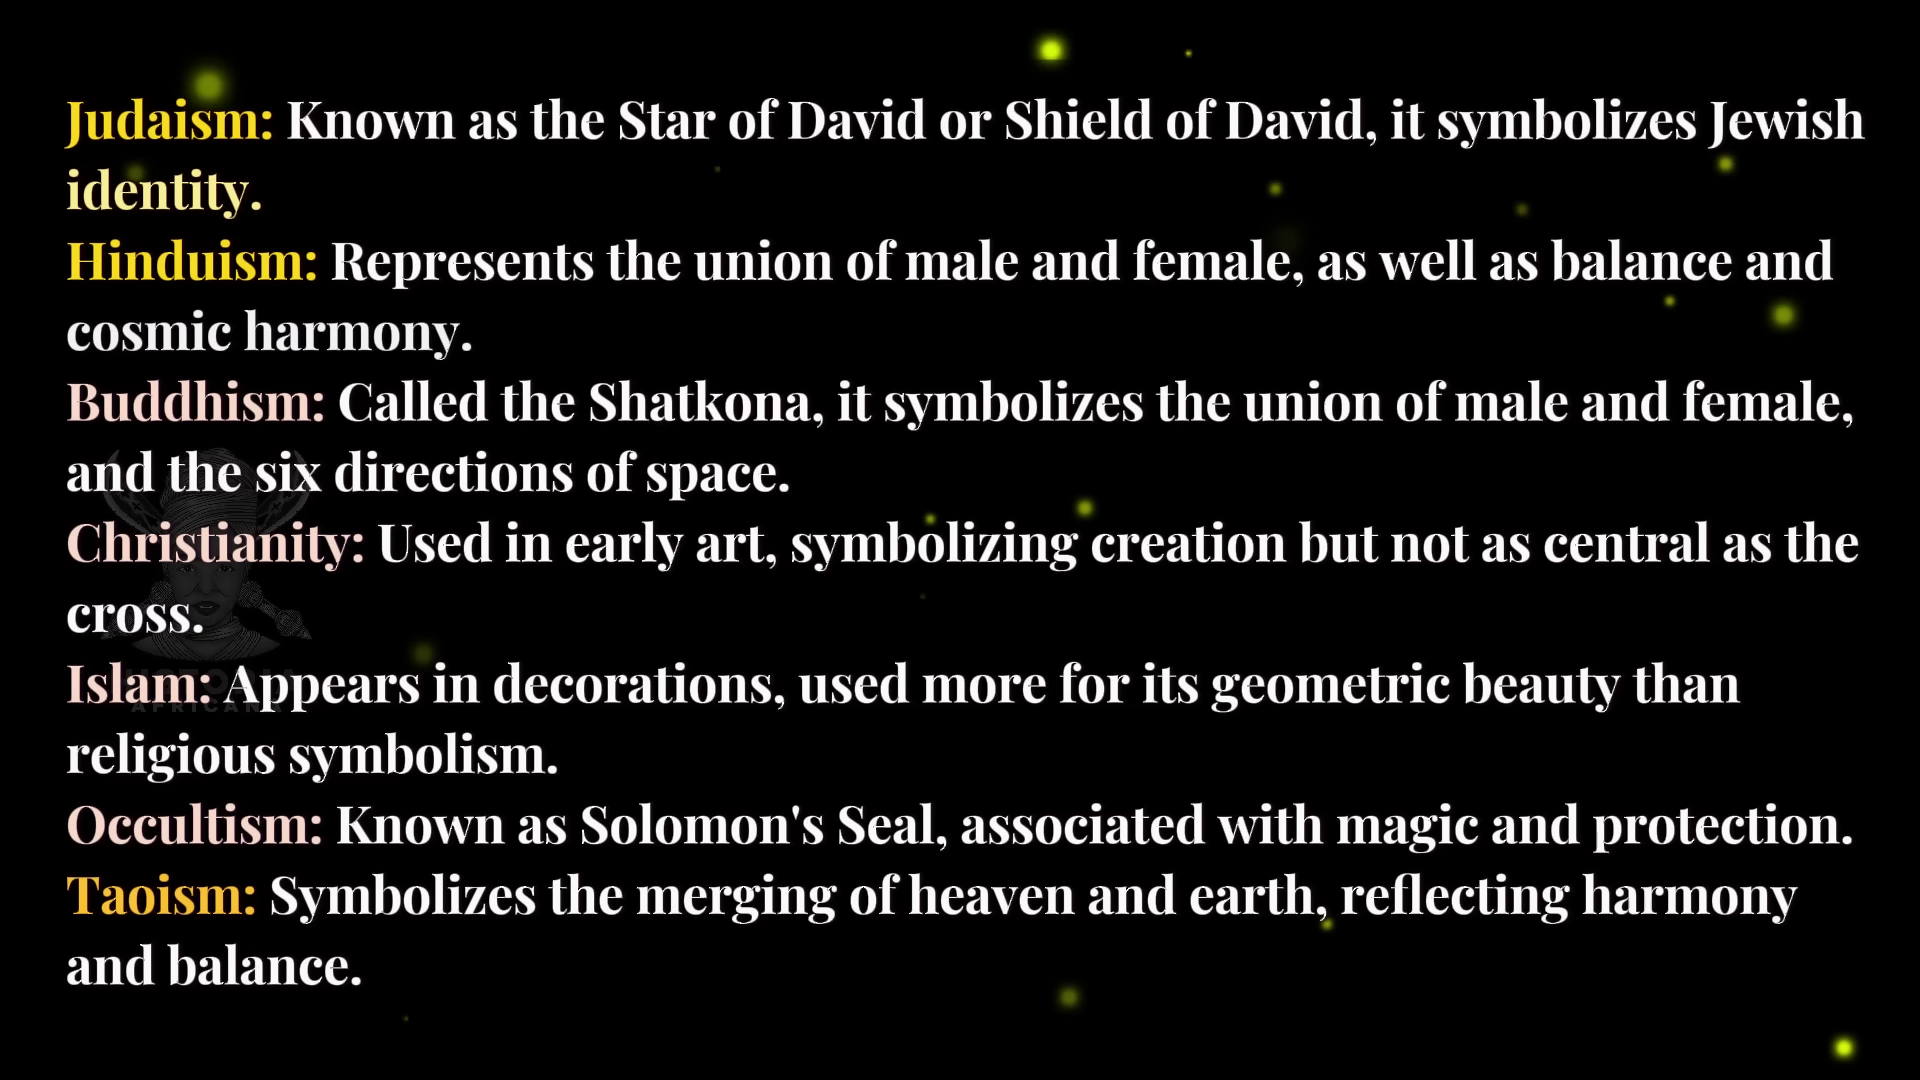 Judaism: Known as the Star of David or Shield of David, it symbolizes Jewish
identity.
Hinduism: Represents the union of male and female, as well as balance and
cosmic harmony.
Buddhism: Called the Shatkona, it symbolizes the union of male and female,
and the six directions of space.
Christianity: Used in early art, symbolizing creation but not as central as the
cross.
Islam: Appears in decorations, used more for its geometric beauty than
religious symbolism.
Occultism: Known as Solomon's Seal, associated with magic and protection.
Taoism: Symbolizes the merging of heaven and earth, reflecting harmony
and balance.